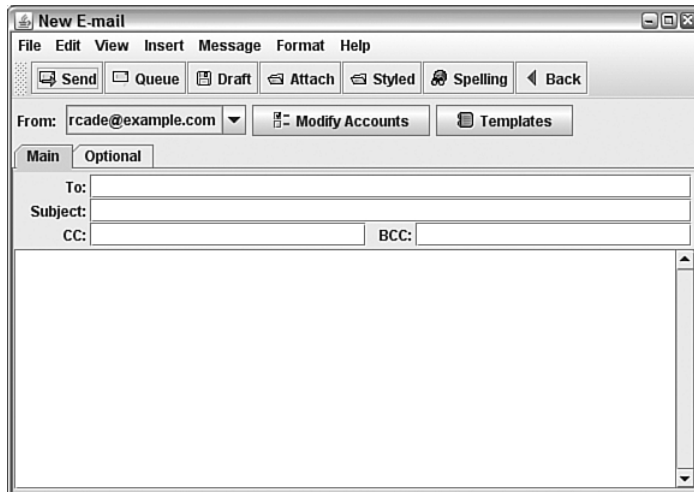 New E-mail
File Edit View Insert Message Format Help
Send Queue Draft Attach Styled Spelling Back
From: rcade@example.com Modify Accounts Templates
Main Optional
To:
Subject:
CC: BCC: